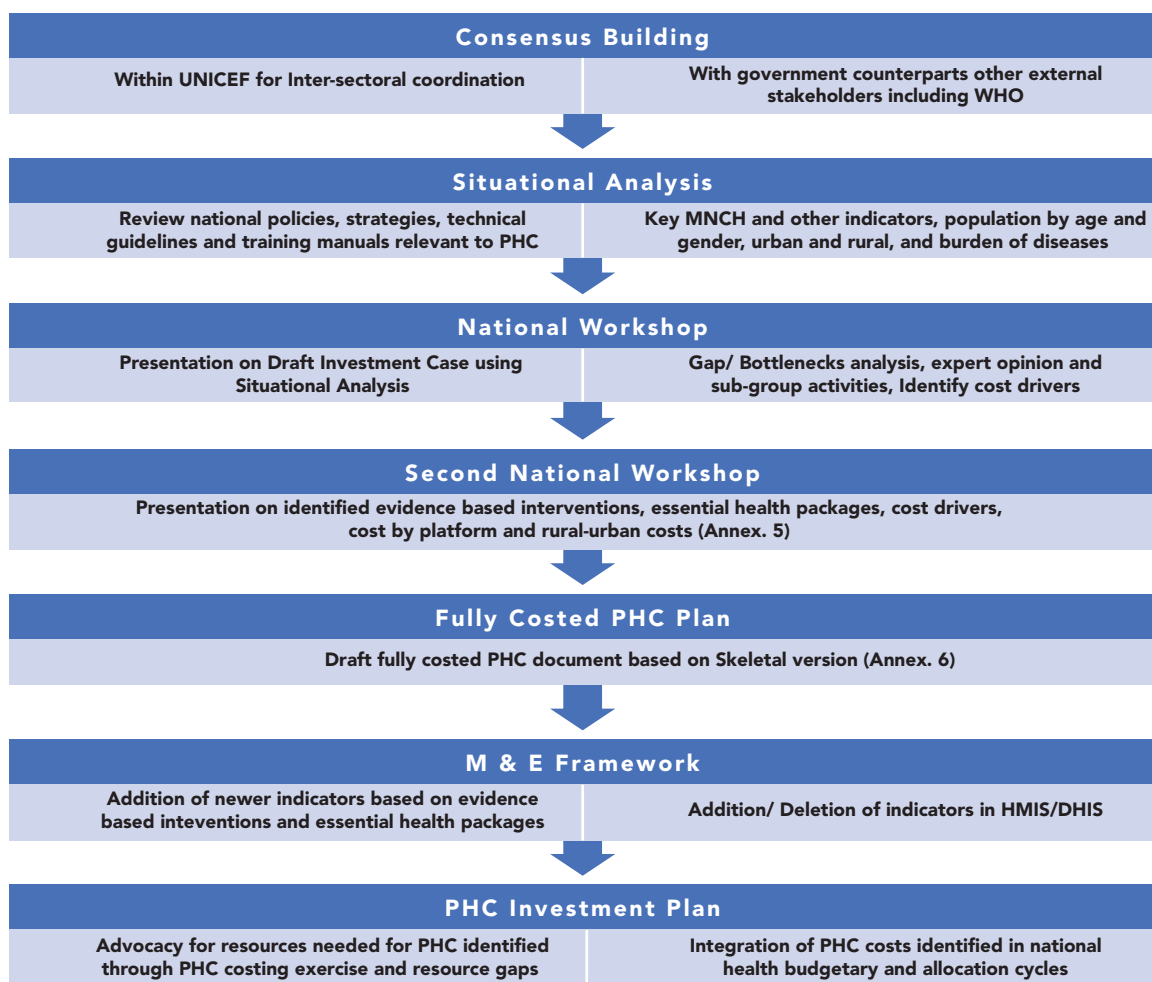 Consensus Building
Within UNICEF for Inter-sectoral coordination
With government counterparts other external
stakeholders including WHO
Situational Analysis
Review national policies, strategies, technical
guidelines and training manuals relevant to PHC
Key MNCH and other indicators, population by age and
gender, urban and rural, and burden of diseases
National Workshop
Presentation on Draft Investment Case using
Situational Analysis
Gap/ Bottlenecks analysis, expert opinion and
sub-group activities, Identify cost drivers
Second National Workshop
Presentation on identified evidence based interventions, essential health packages, cost drivers,
cost by platform and rural-urban costs (Annex. 5)
Fully Costed PHC Plan
Draft fully costed PHC document based on Skeletal version (Annex. 6)
M & E Framework
Addition of newer indicators based on evidence
based inteventions and essential health packages
Addition/ Deletion of indicators in HMIS/DHIS
PHC Investment Plan
Advocacy for resources needed for PHC identified
through PHC costing exercise and resource gaps
Integration of PHC costs identified in national
health budgetary and allocation cycles